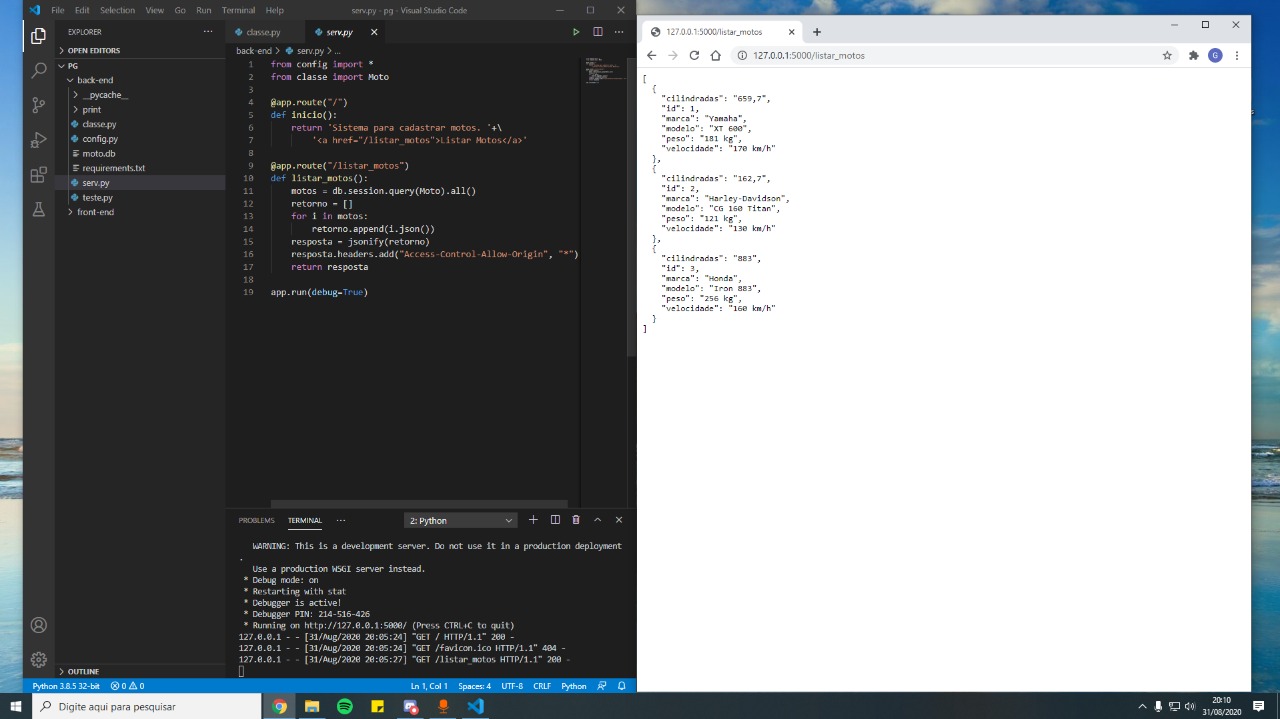 File Edit Selection View Go Run Terminal Help
serv.py - pg - Visual Studio Code
EXPLORER
OPEN EDITORS
PG
back-end
__pycache__
print
classe.py
config.py
moto.db
requirements.txt
serv.py
teste.py
front-end
OUTLINE
classe.py
serv.py
back-end > serv.py > ...
1 from config import *
2 from classe import Moto
3
4 @app.route("/")
5 def inicio():
6 return 'Sistema para cadastrar motos. '+\
7 '<a href="/listar_motos">Listar Motos</a>'
8
9 @app.route("/listar_motos")
10 def listar_motos():
11 motos = db.session.query(Moto).all()
12 retorno = []
13 for i in motos:
14 retorno.append(i.json())
15 resposta = jsonify(retorno)
16 resposta.headers.add("Access-Control-Allow-Origin", "*")
17 return resposta
18
19 app.run(debug=True)
PROBLEMS TERMINAL ... 2: Python
WARNING: This is a development server. Do not use it in a production deployment
.
Use a production WSGI server instead.
* Debug mode: on
* Restarting with stat
* Debugger is active!
* Debugger PIN: 214-516-426
* Running on http://127.0.0.1:5000/ (Press CTRL+C to quit)
127.0.0.1 - - [31/Aug/2020 20:05:24] "GET / HTTP/1.1" 200 -
127.0.0.1 - - [31/Aug/2020 20:05:24] "GET /favicon.ico HTTP/1.1" 404 -
127.0.0.1 - - [31/Aug/2020 20:05:27] "GET /listar_motos HTTP/1.1" 200 -
Python 3.8.5 32-bit 0 0 Ln 1, Col 1 Spaces: 4 UTF-8 CRLF Python
127.0.0.1:5000/listar_motos
127.0.0.1:5000/listar_motos
G
[
{
"cilindradas": "659,7",
"id": 1,
"marca": "Yamaha",
"modelo": "XT 600",
"peso": "181 kg",
"velocidade": "170 km/h"
},
{
"cilindradas": "162,7",
"id": 2,
"marca": "Harley-Davidson",
"modelo": "CG 160 Titan",
"peso": "121 kg",
"velocidade": "130 km/h"
},
{
"cilindradas": "883",
"id": 3,
"marca": "Honda",
"modelo": "Iron 883",
"peso": "256 kg",
"velocidade": "160 km/h"
}
]
Digite aqui para pesquisar
20:10
31/08/2020